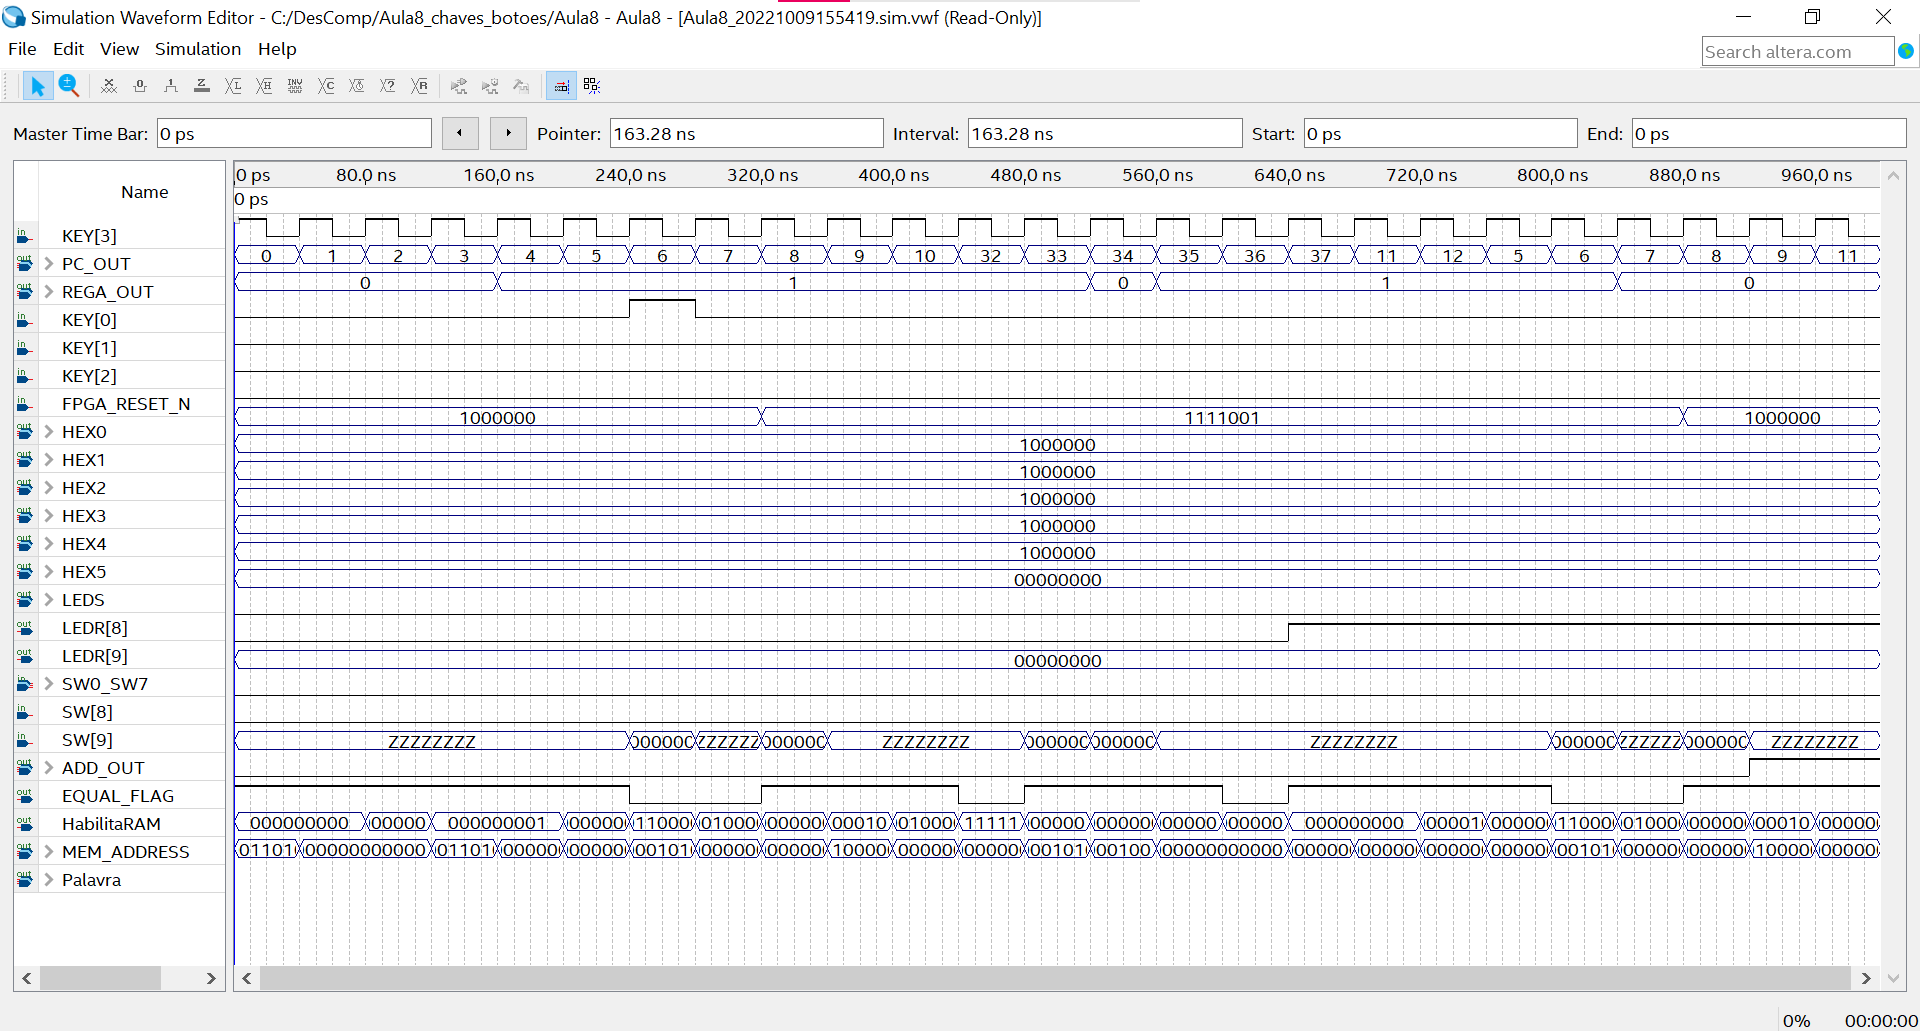 Simulation Waveform Editor - C:/DesComp/Aula8_chaves_botoes/Aula8 - Aula8 - [Aula8_20221009155419.sim.vwf (Read-Only)]
File Edit View Simulation Help
Search altera.com
Master Time Bar: 0 ps Pointer: 163.28 ns Interval: 163.28 ns Start: 0 ps End: 0 ps
Name
0 ps 80.0 ns 160.0 ns 240.0 ns 320.0 ns 400.0 ns 480.0 ns 560.0 ns 640.0 ns 720.0 ns 800.0 ns 880.0 ns 960.0 ns
0 ps
KEY[3]
PC_OUT 0 1 2 3 4 5 6 7 8 9 10 32 33 34 35 36 37 11 12 5 6 7 8 9 11
REGA_OUT 0 1 0 1 0
KEY[0]
KEY[1]
KEY[2]
FPGA_RESET_N
HEX0 1000000 1111001 1000000
HEX1 1000000
HEX2 1000000
HEX3 1000000
HEX4 1000000
HEX5 1000000
LEDS 00000000
LEDR[8]
LEDR[9]
SW0_SW7 00000000
SW[8]
SW[9]
ADD_OUT ZZZZZZZZ ZZZZZZZZ ZZZZZZZZ ZZZZZZZZ
EQUAL_FLAG
HabilitaRAM
MEM_ADDRESS 000000000 00000 000000001 00000 11000 01000 00000 00010 01000 11111 00000 00000 00000 00000 000000000 00001 00000 11000 01000 00000 00010 00000
Palavra 01101 00000000000 01101 00000 00000 00101 00000 00000 10000 00000 00000 00101 00100 00000000000 00000 00000 00000 00000 00101 00000 00000 10000 00000
0% 00:00:00